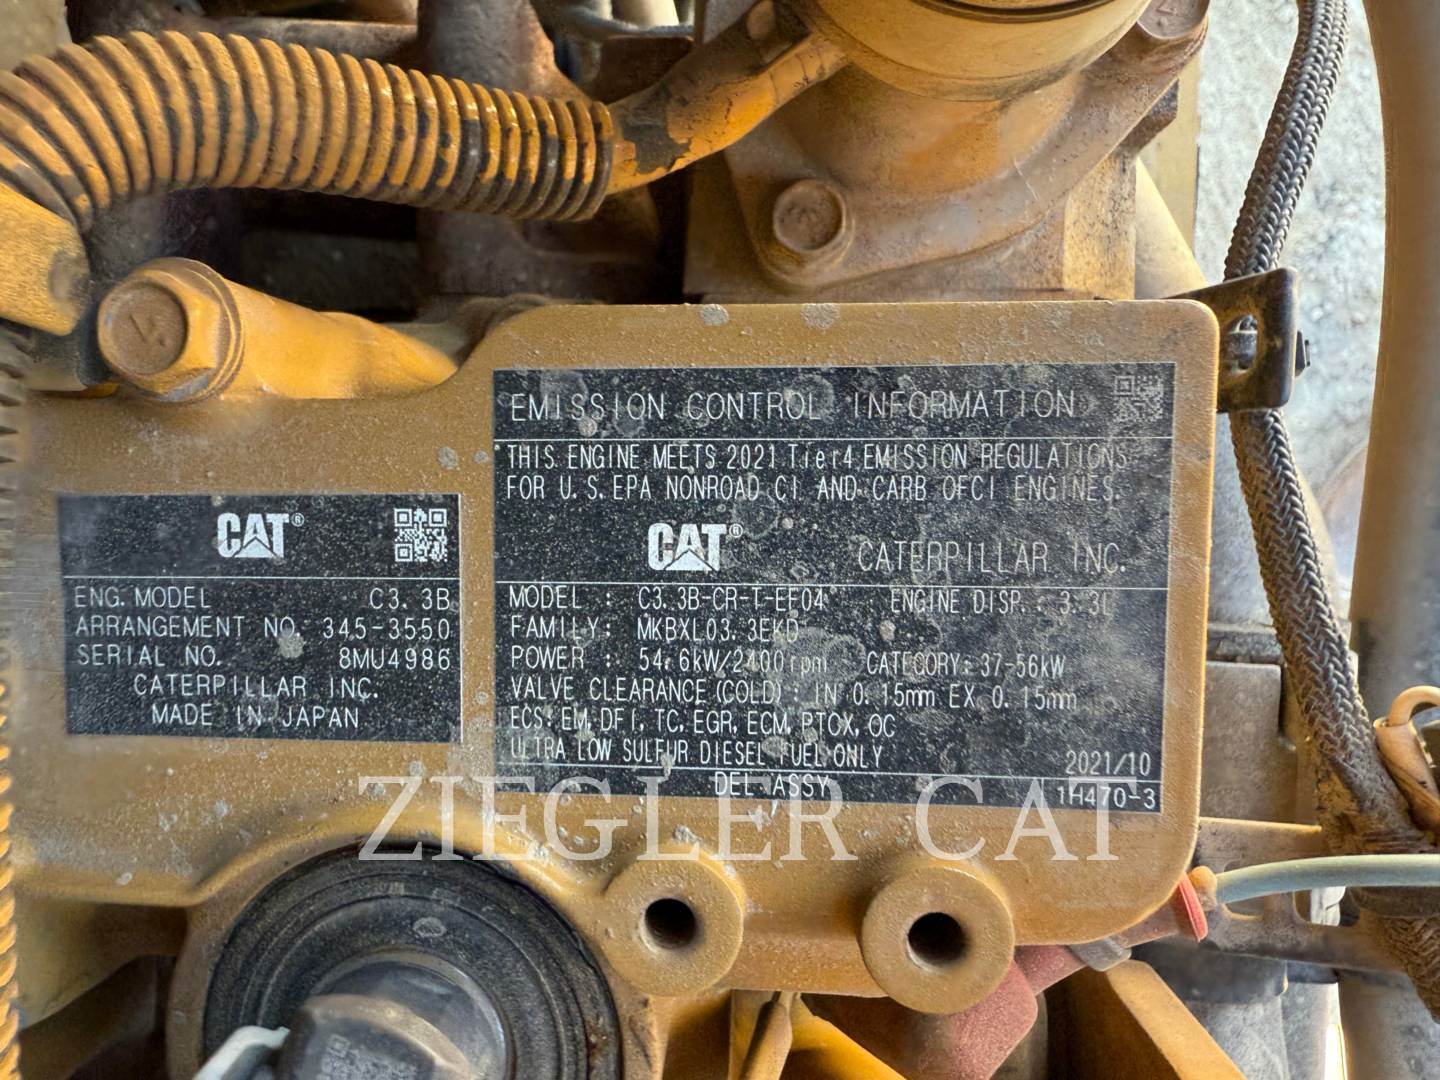 CAT®
ENG. MODEL C3.3B
ARRANGEMENT NO. 345-3550
SERIAL NO. 8MU4986
CATERPILLAR INC.
MADE IN JAPAN
EMISSION CONTROL INFORMATION
THIS ENGINE MEETS 2021 Tier4 EMISSION REGULATIONS
FOR U.S.EPA NONROAD CI AND CARB OFCI ENGINES.
CAT® CATERPILLAR INC.
MODEL : C3.3B-CR-T-EF04 ENGINE DISP.: 3.3L
FAMILY: MKBXL03.3EKD
POWER : 54.6kW/2400rpm CATEGORY: 37-56kW
VALVE CLEARANCE(COLD): IN 0.15mm EX 0.15mm
ECS: EM, DFI, TC, EGR, ECM, PTOX, OC
ULTRA LOW SULFUR DIESEL FUEL ONLY 2021/10
DEL ASSY 1H470-3
ZIEGLER CAT